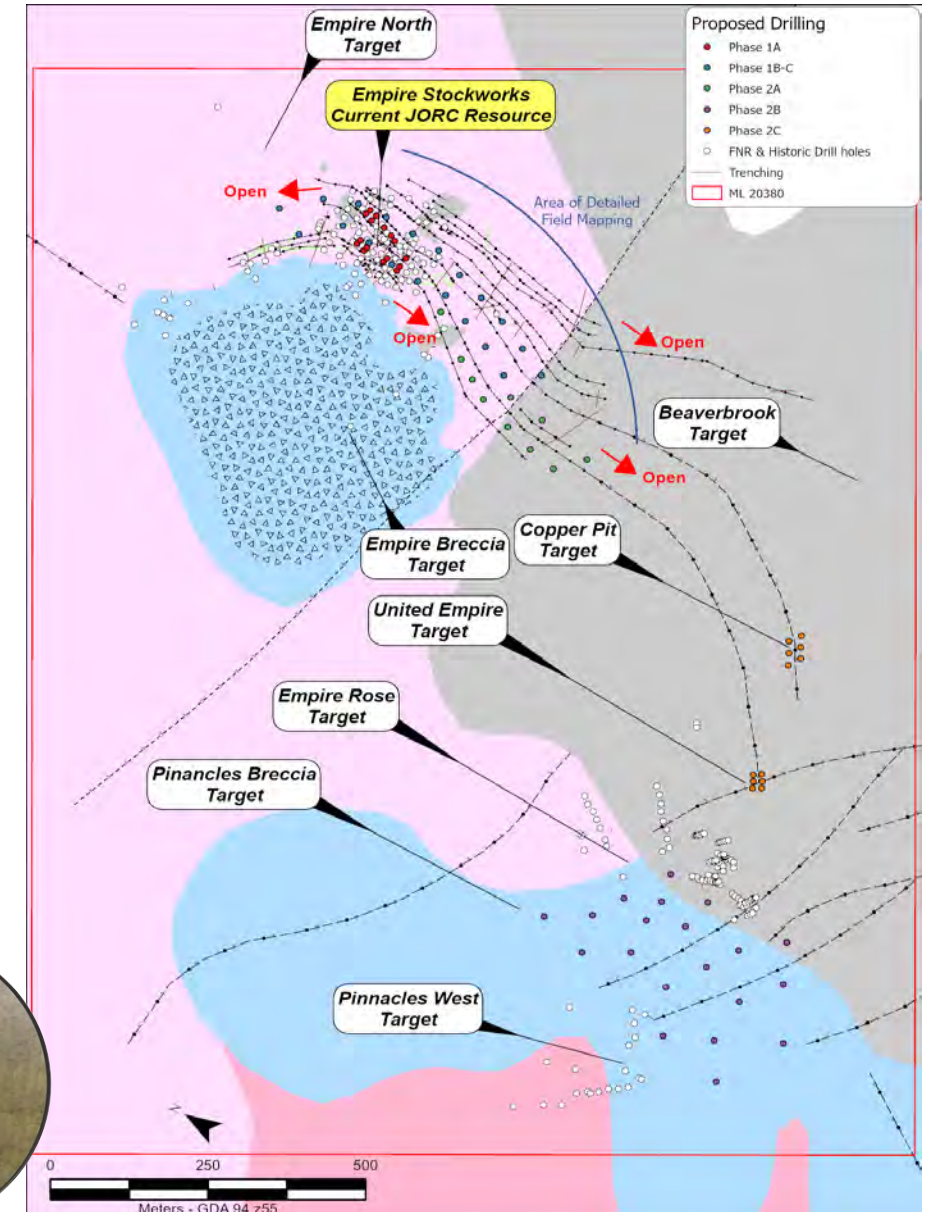 Empire North
Target
Empire Stockworks
Current JORC Resource
Proposed Drilling
Phase 1A
Phase 1B-C
Phase 2A
Phase 2B
Phase 2C
FNR & Historic Drill holes
Trenching
ML 20380
Open
Area of Detailed
Field Mapping
Open
Open
Beaverbrook
Target
Open
Empire Breccia
Target
Copper Pit
Target
United Empire
Target
Empire Rose
Target
Pinancles Breccia
Target
Pinnacles West
Target
0 250 500
Meters - GDA 94 z55